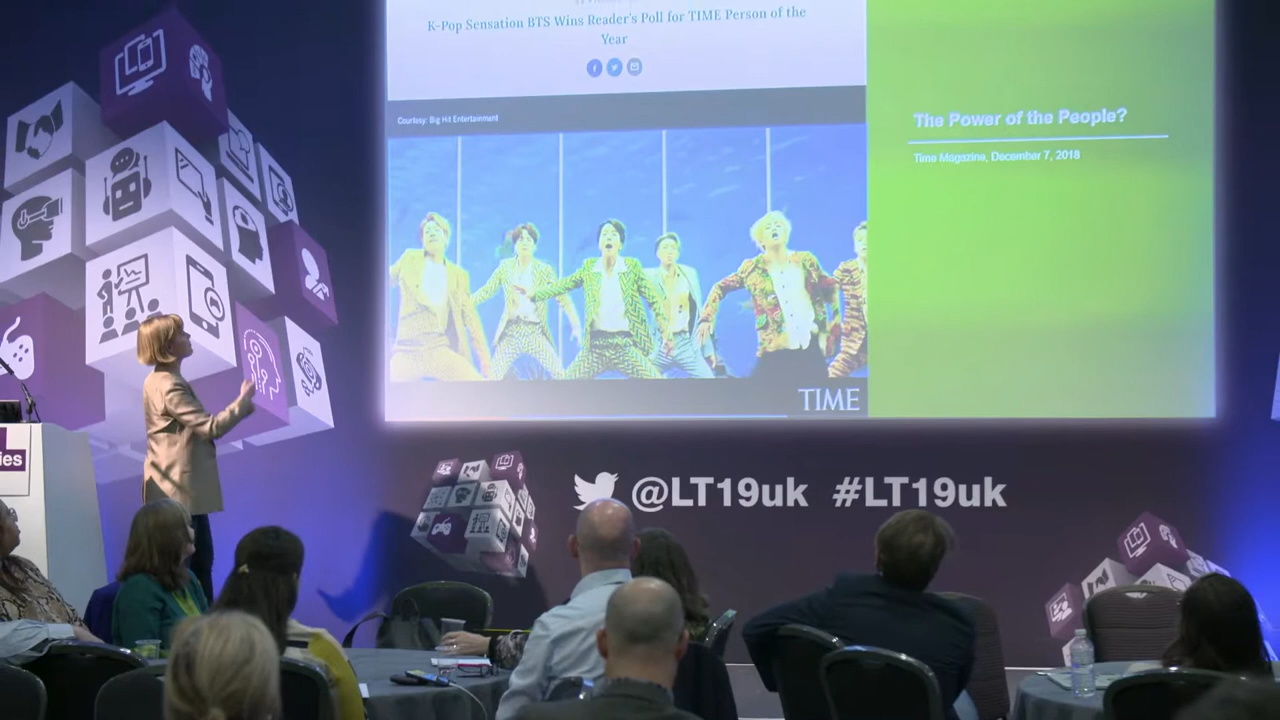 K-Pop Sensation BTS Wins Reader's Poll for TIME Person of the
Year
Courtesy: Big Hit Entertainment
TIME
The Power of the People?
Time Magazine, December 7, 2018
ies
@LT19uk #LT19uk